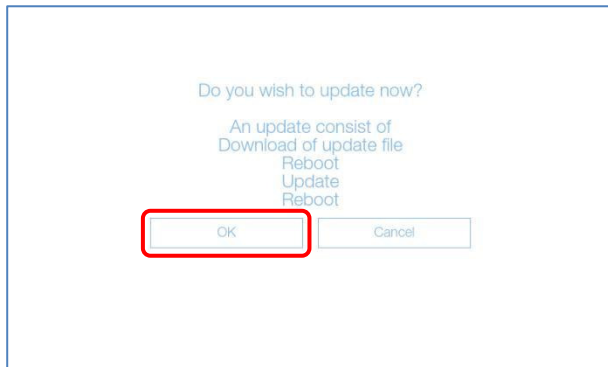 Do you wish to update now?
An update consist of
Download of update file
Reboot
Update
Reboot
OK
Cancel